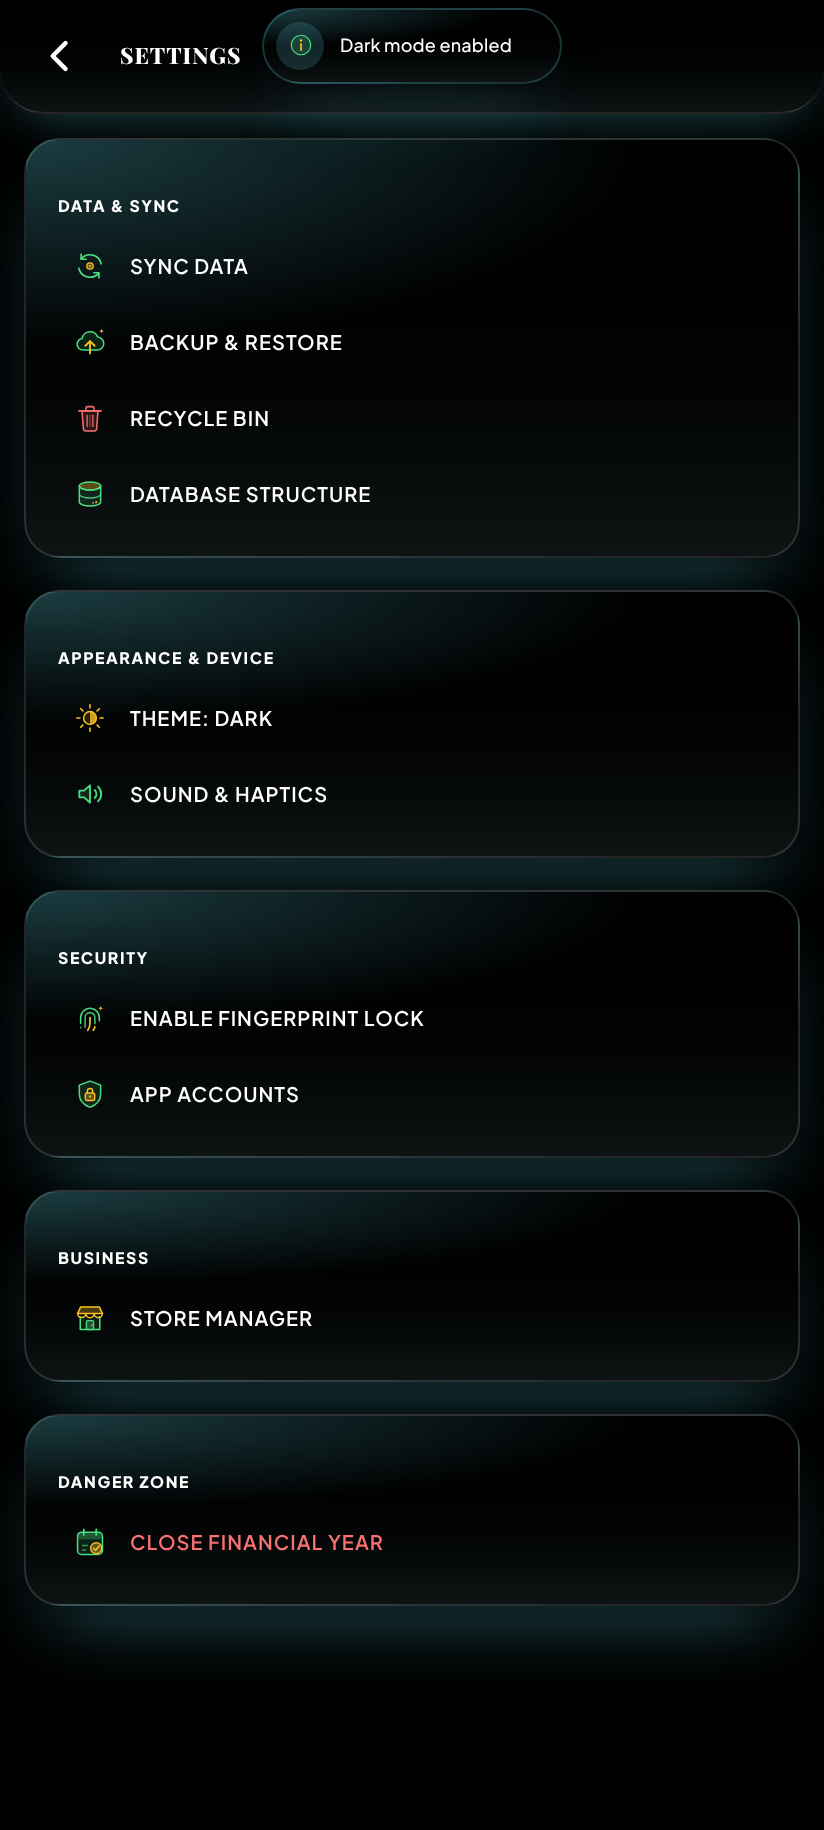 SETTINGS
Dark mode enabled
DATA & SYNC
SYNC DATA
BACKUP & RESTORE
RECYCLE BIN
DATABASE STRUCTURE
APPEARANCE & DEVICE
THEME: DARK
SOUND & HAPTICS
SECURITY
ENABLE FINGERPRINT LOCK
APP ACCOUNTS
BUSINESS
STORE MANAGER
DANGER ZONE
CLOSE FINANCIAL YEAR